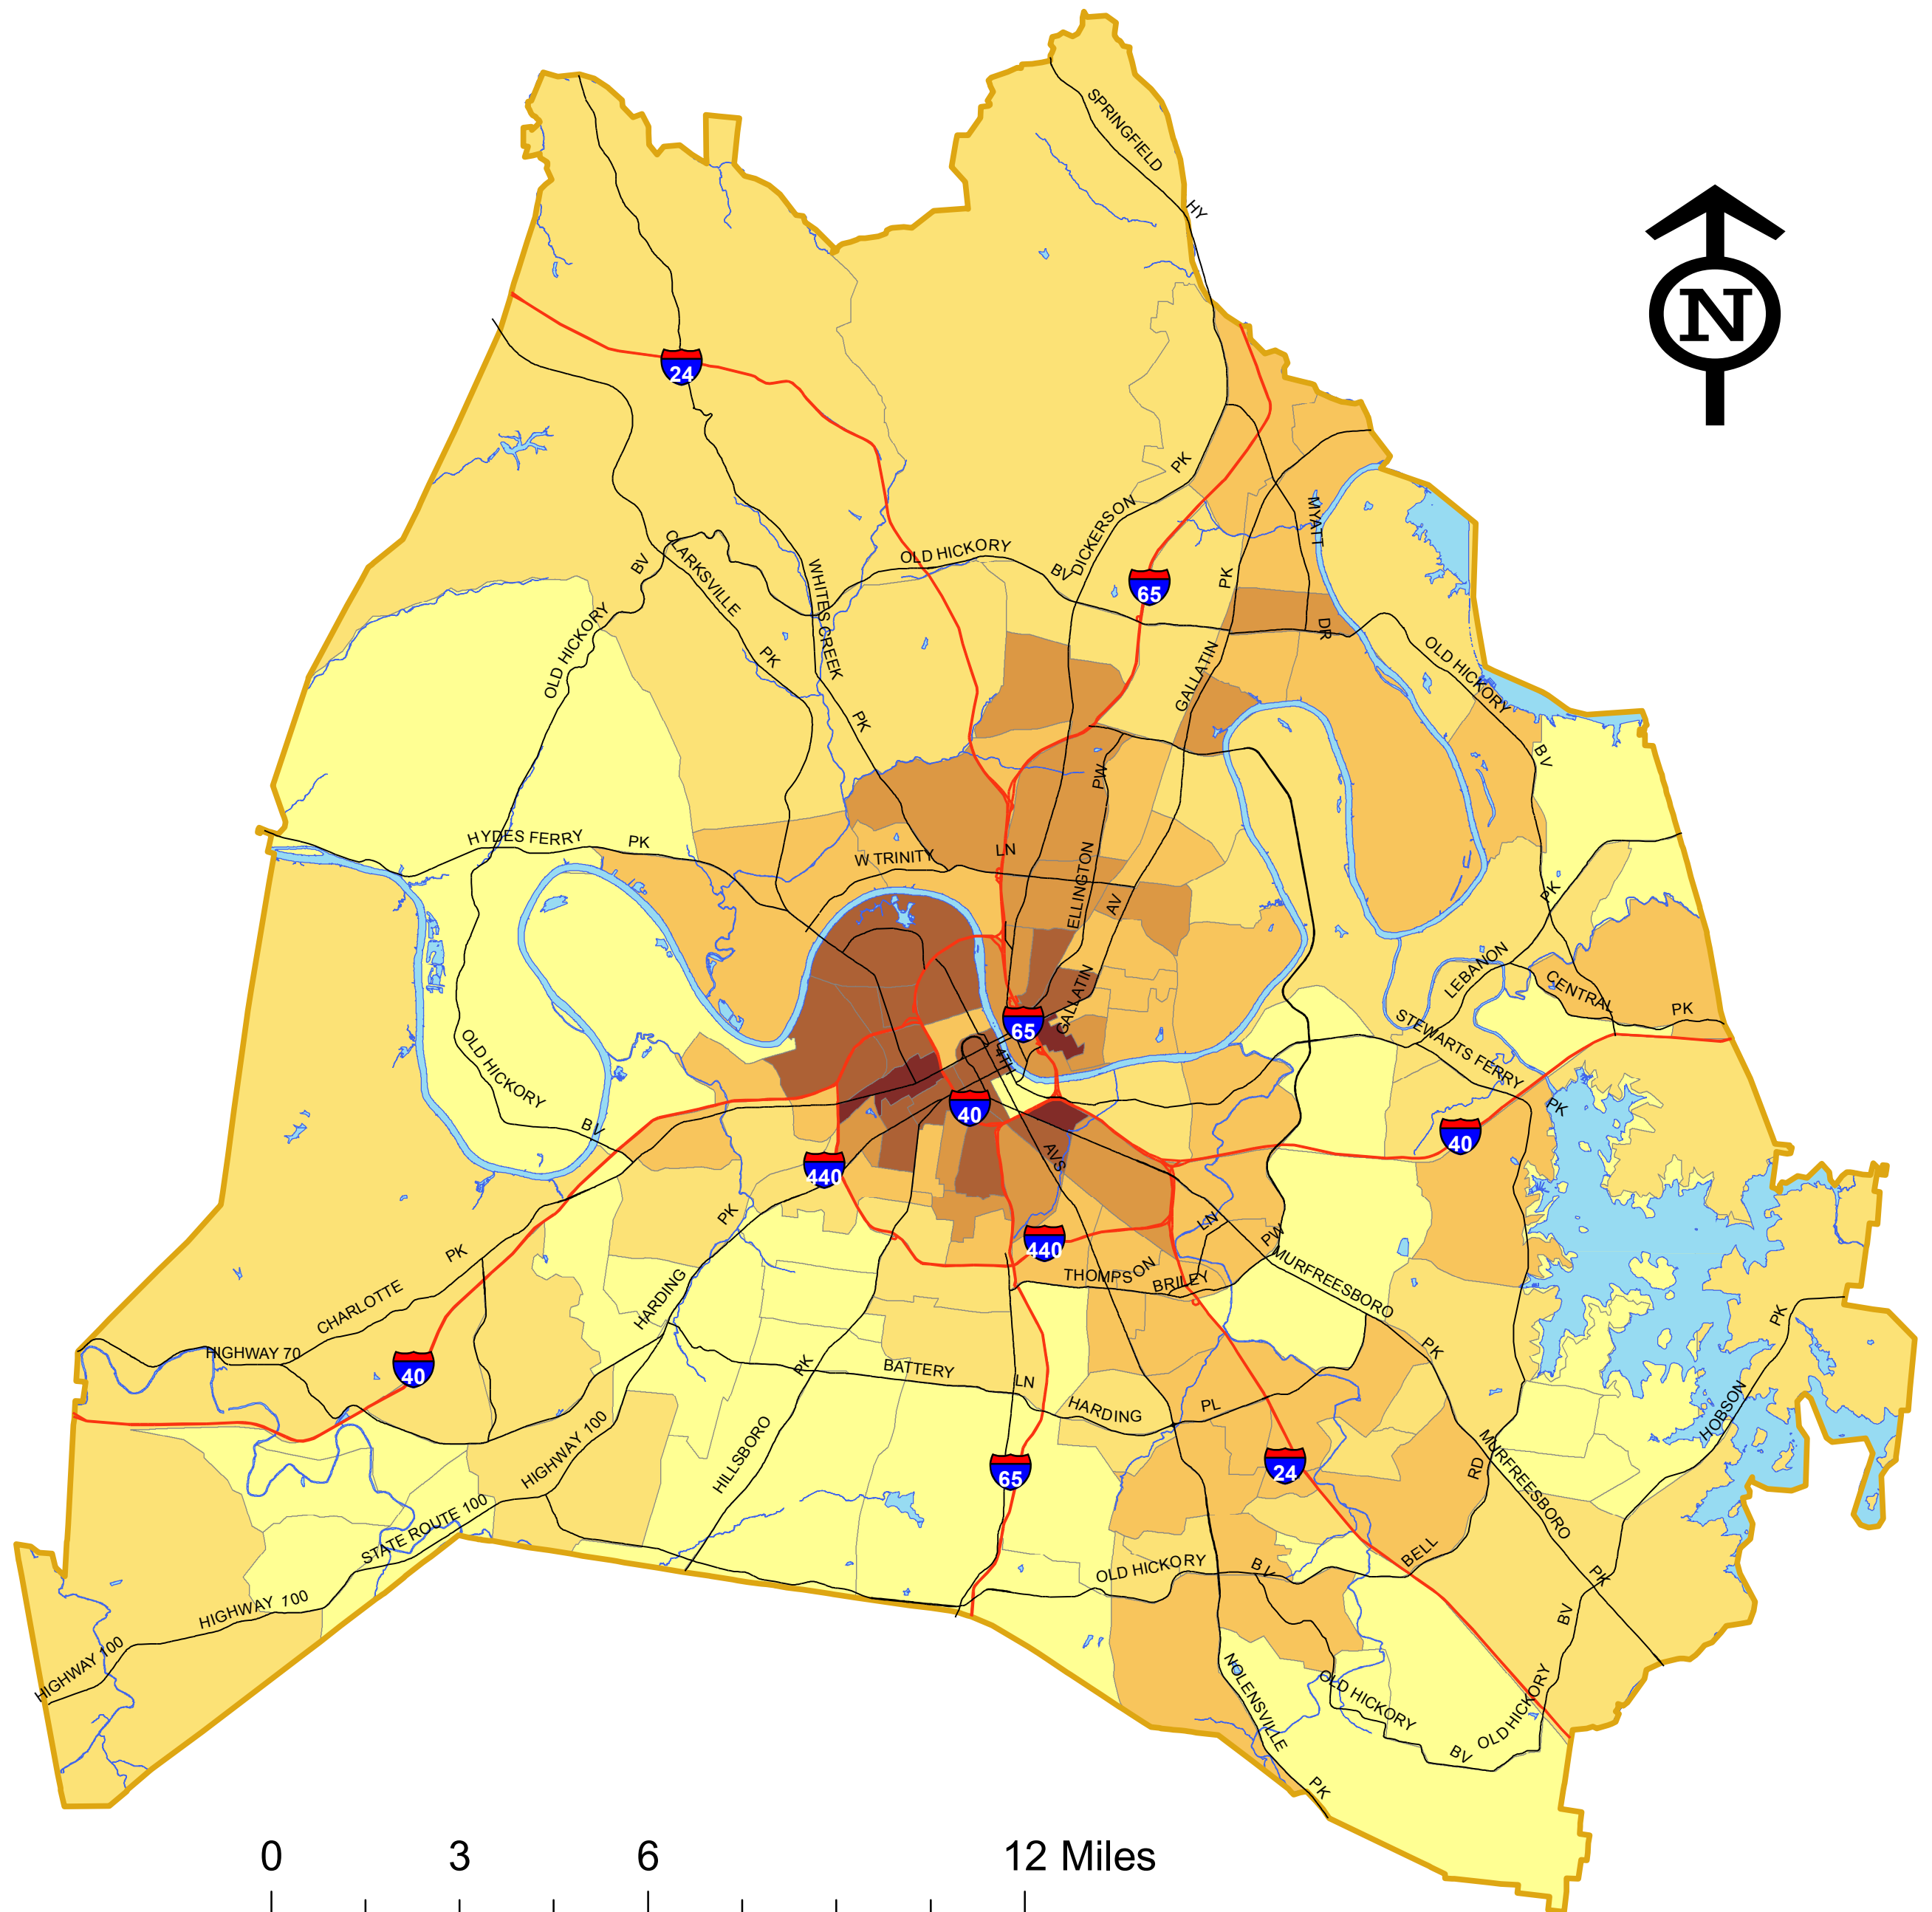 SPRINGFIELD
HY
N
24
PK
DICKERSON
MYATT
OLD HICKORY
BV
CLARKSVILLE
BV
65
PK
WHITES CREEK
OLD HICKORY
PK
DR
GALLATIN
OLD HICKORY
PK
BV
PW
HYDES FERRY
PK
W TRINITY
LN
ELLINGTON
AV
PK
LEBANON
CENTRAL
PK
GALLATIN
65
STEWARTS FERRY
PK
OLD HICKORY
BV
4TH
40
40
AVS
440
PK
LN
PW
440
MURFREESBORO
PK
CHARLOTTE
THOMPSON
BRILEY
HARDING
PK
HIGHWAY 70
40
PK
BATTERY
LN
PK
HARDING
PL
HOBSON
HIGHWAY 100
HILLSBORO
65
24
RD
MURFREESBORO
PK
STATE ROUTE 100
OLD HICKORY
BV
BELL
HIGHWAY 100
BV
HIGHWAY 100
NOLENSVILLE
PK
OLD HICKORY
BV
OLD HICKORY
0 3 6 12 Miles